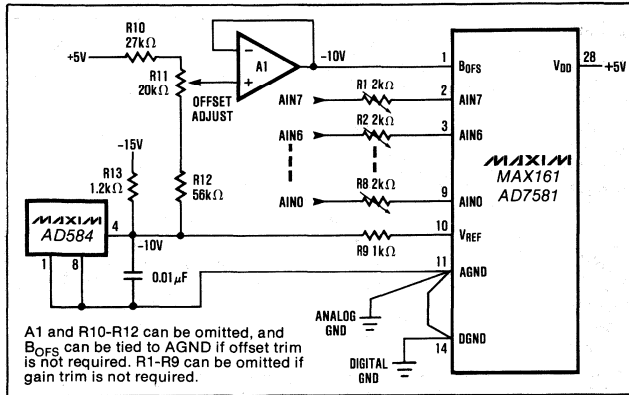 R10
27kΩ
+5V
R11
20kΩ
OFFSET
ADJUST
−
+
A1
−10V
1
BOFS
VDD
28
+5V
R1 2kΩ
AIN7
2
AIN7
R2 2kΩ
AIN6
3
AIN6
R8 2kΩ
AIN0
9
AIN0
MAXIM
MAX161
AD7581
−15V
R13
1.2kΩ
R12
56kΩ
MAXIM
AD584
4
−10V
R9 1kΩ
10
VREF
1
8
0.01μF
11
AGND
ANALOG
GND
DGND
14
DIGITAL
GND
A1 and R10-R12 can be omitted, and
BOFS can be tied to AGND if offset trim
is not required. R1-R9 can be omitted if
gain trim is not required.